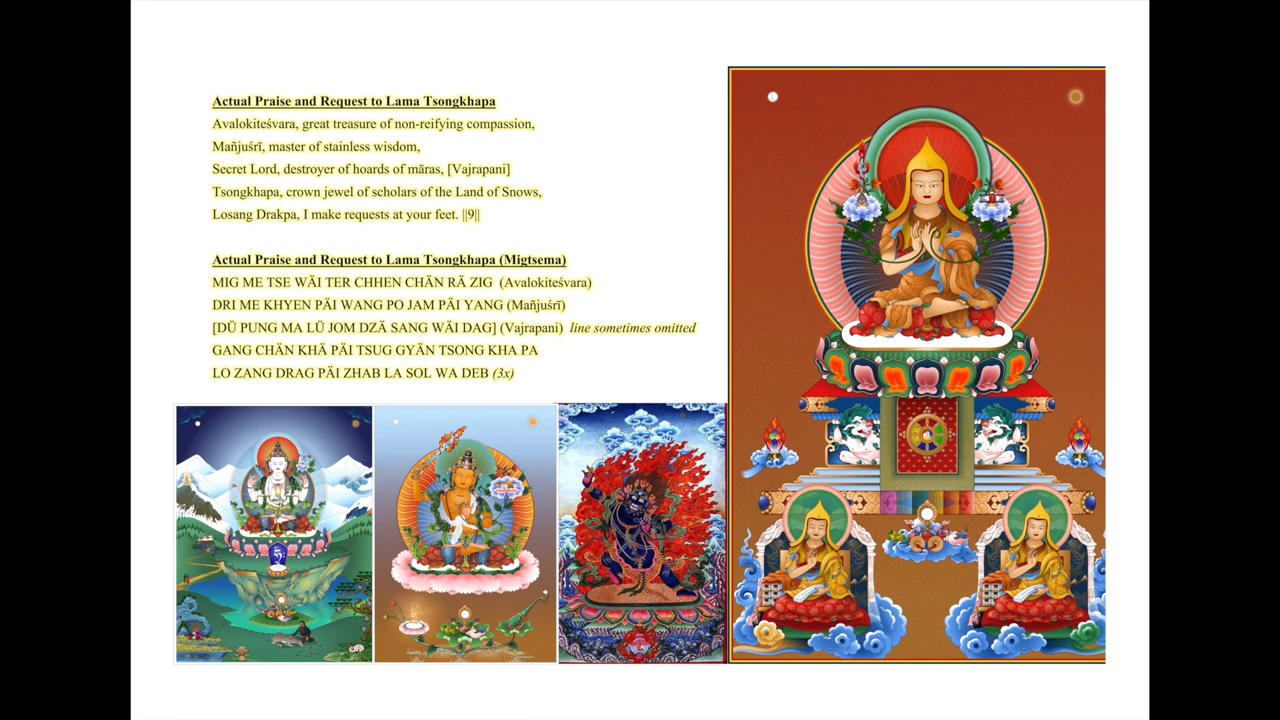 Actual Praise and Request to Lama Tsongkhapa
Avalokiteśvara, great treasure of non-reifying compassion,
Mañjuśrī, master of stainless wisdom,
Secret Lord, destroyer of hoards of māras, [Vajrapani]
Tsongkhapa, crown jewel of scholars of the Land of Snows,
Losang Drakpa, I make requests at your feet. ||9||
Actual Praise and Request to Lama Tsongkhapa (Migtsema)
MIG ME TSE WÄI TER CHHEN CHÄN RÄ ZIG (Avalokiteśvara)
DRI ME KHYEN PÄI WANG PO JAM PÄI YANG (Mañjuśrī)
[DÜ PUNG MA LÜ JOM DZÄ SANG WÄI DAG] (Vajrapani) line sometimes omitted
GANG CHÄN KHÄ PÄI TSUG GYÄN TSONG KHA PA
LO ZANG DRAG PÄI ZHAB LA SOL WA DEB (3x)